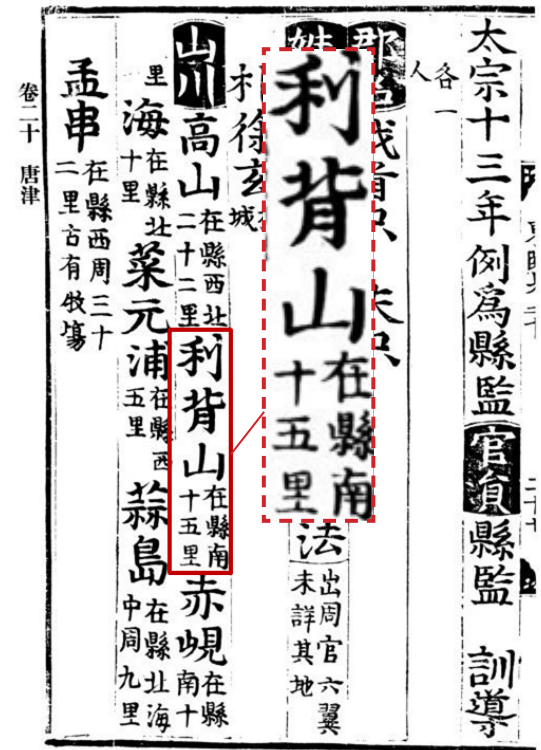 太宗十三年例爲縣監官員縣監 訓導
各一
人
郡
利背山在縣南十五里
法出周官六翼未詳其地
徐玄
城
山川高山在縣西北二十二里利背山在縣南十五里赤峴在縣南十
里海在縣北十里菜元浦在縣西五里蒜島在縣北海中周九里
孟串在縣西周三十二里古有牧塲
卷二十 唐津